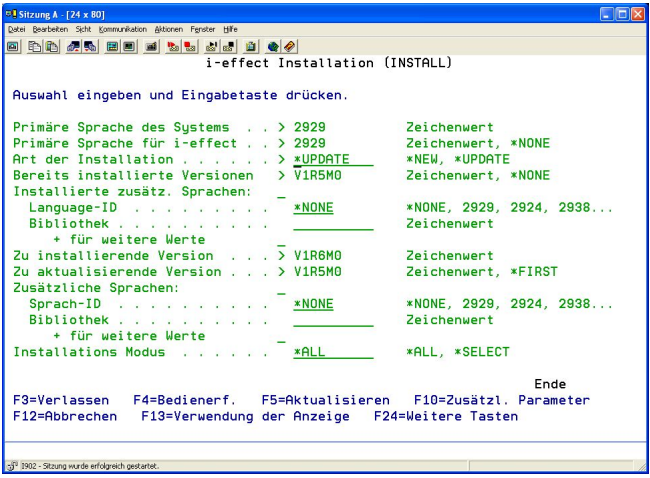 Sitzung A - [24 x 80]
Datei Bearbeiten Sicht Kommunikation Aktionen Fenster Hilfe
i-effect Installation (INSTALL)
Auswahl eingeben und Eingabetaste drücken.
Primäre Sprache des Systems . . > 2929 Zeichenwert
Primäre Sprache für i-effect . . > 2929 Zeichenwert, *NONE
Art der Installation . . . . . . > *UPDATE *NEW, *UPDATE
Bereits installierte Versionen > V1R5M0 Zeichenwert, *NONE
Installierte zusätz. Sprachen: _
Language-ID . . . . . . . . . *NONE *NONE, 2929, 2924, 2938...
Bibliothek . . . . . . . . . . Zeichenwert
+ für weitere Werte _
Zu installierende Version . . . > V1R6M0 Zeichenwert
Zu aktualisierende Version . . . > V1R5M0 Zeichenwert, *FIRST
Zusätzliche Sprachen: _
Sprach-ID . . . . . . . . . . *NONE *NONE, 2929, 2924, 2938...
Bibliothek . . . . . . . . . . Zeichenwert
+ für weitere Werte _
Installations Modus . . . . . . *ALL *ALL, *SELECT
Ende
F3=Verlassen F4=Bedienerf. F5=Aktualisieren F10=Zusätzl. Parameter
F12=Abbrechen F13=Verwendung der Anzeige F24=Weitere Tasten
I902 - Sitzung wurde erfolgreich gestartet.